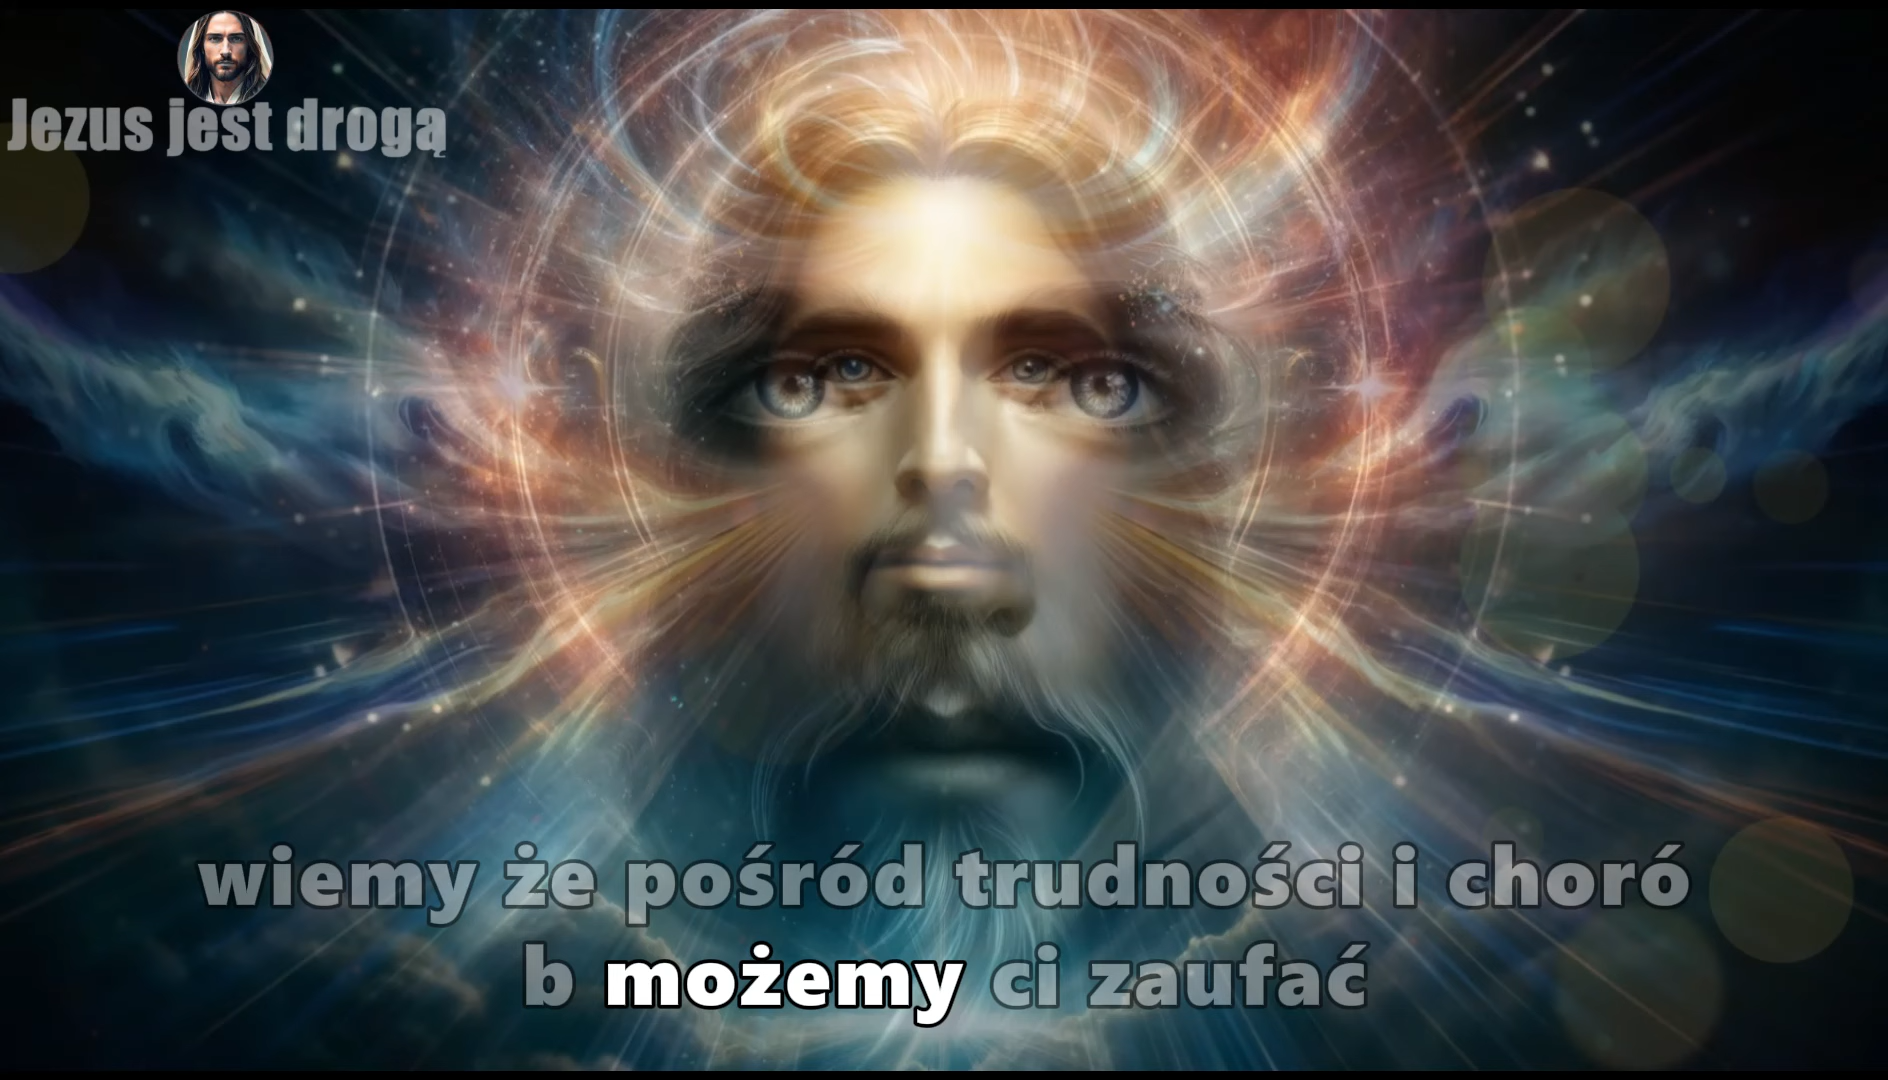 Jezus jest drogą
wiemy że pośród trudności i choró
b możemy ci zaufać